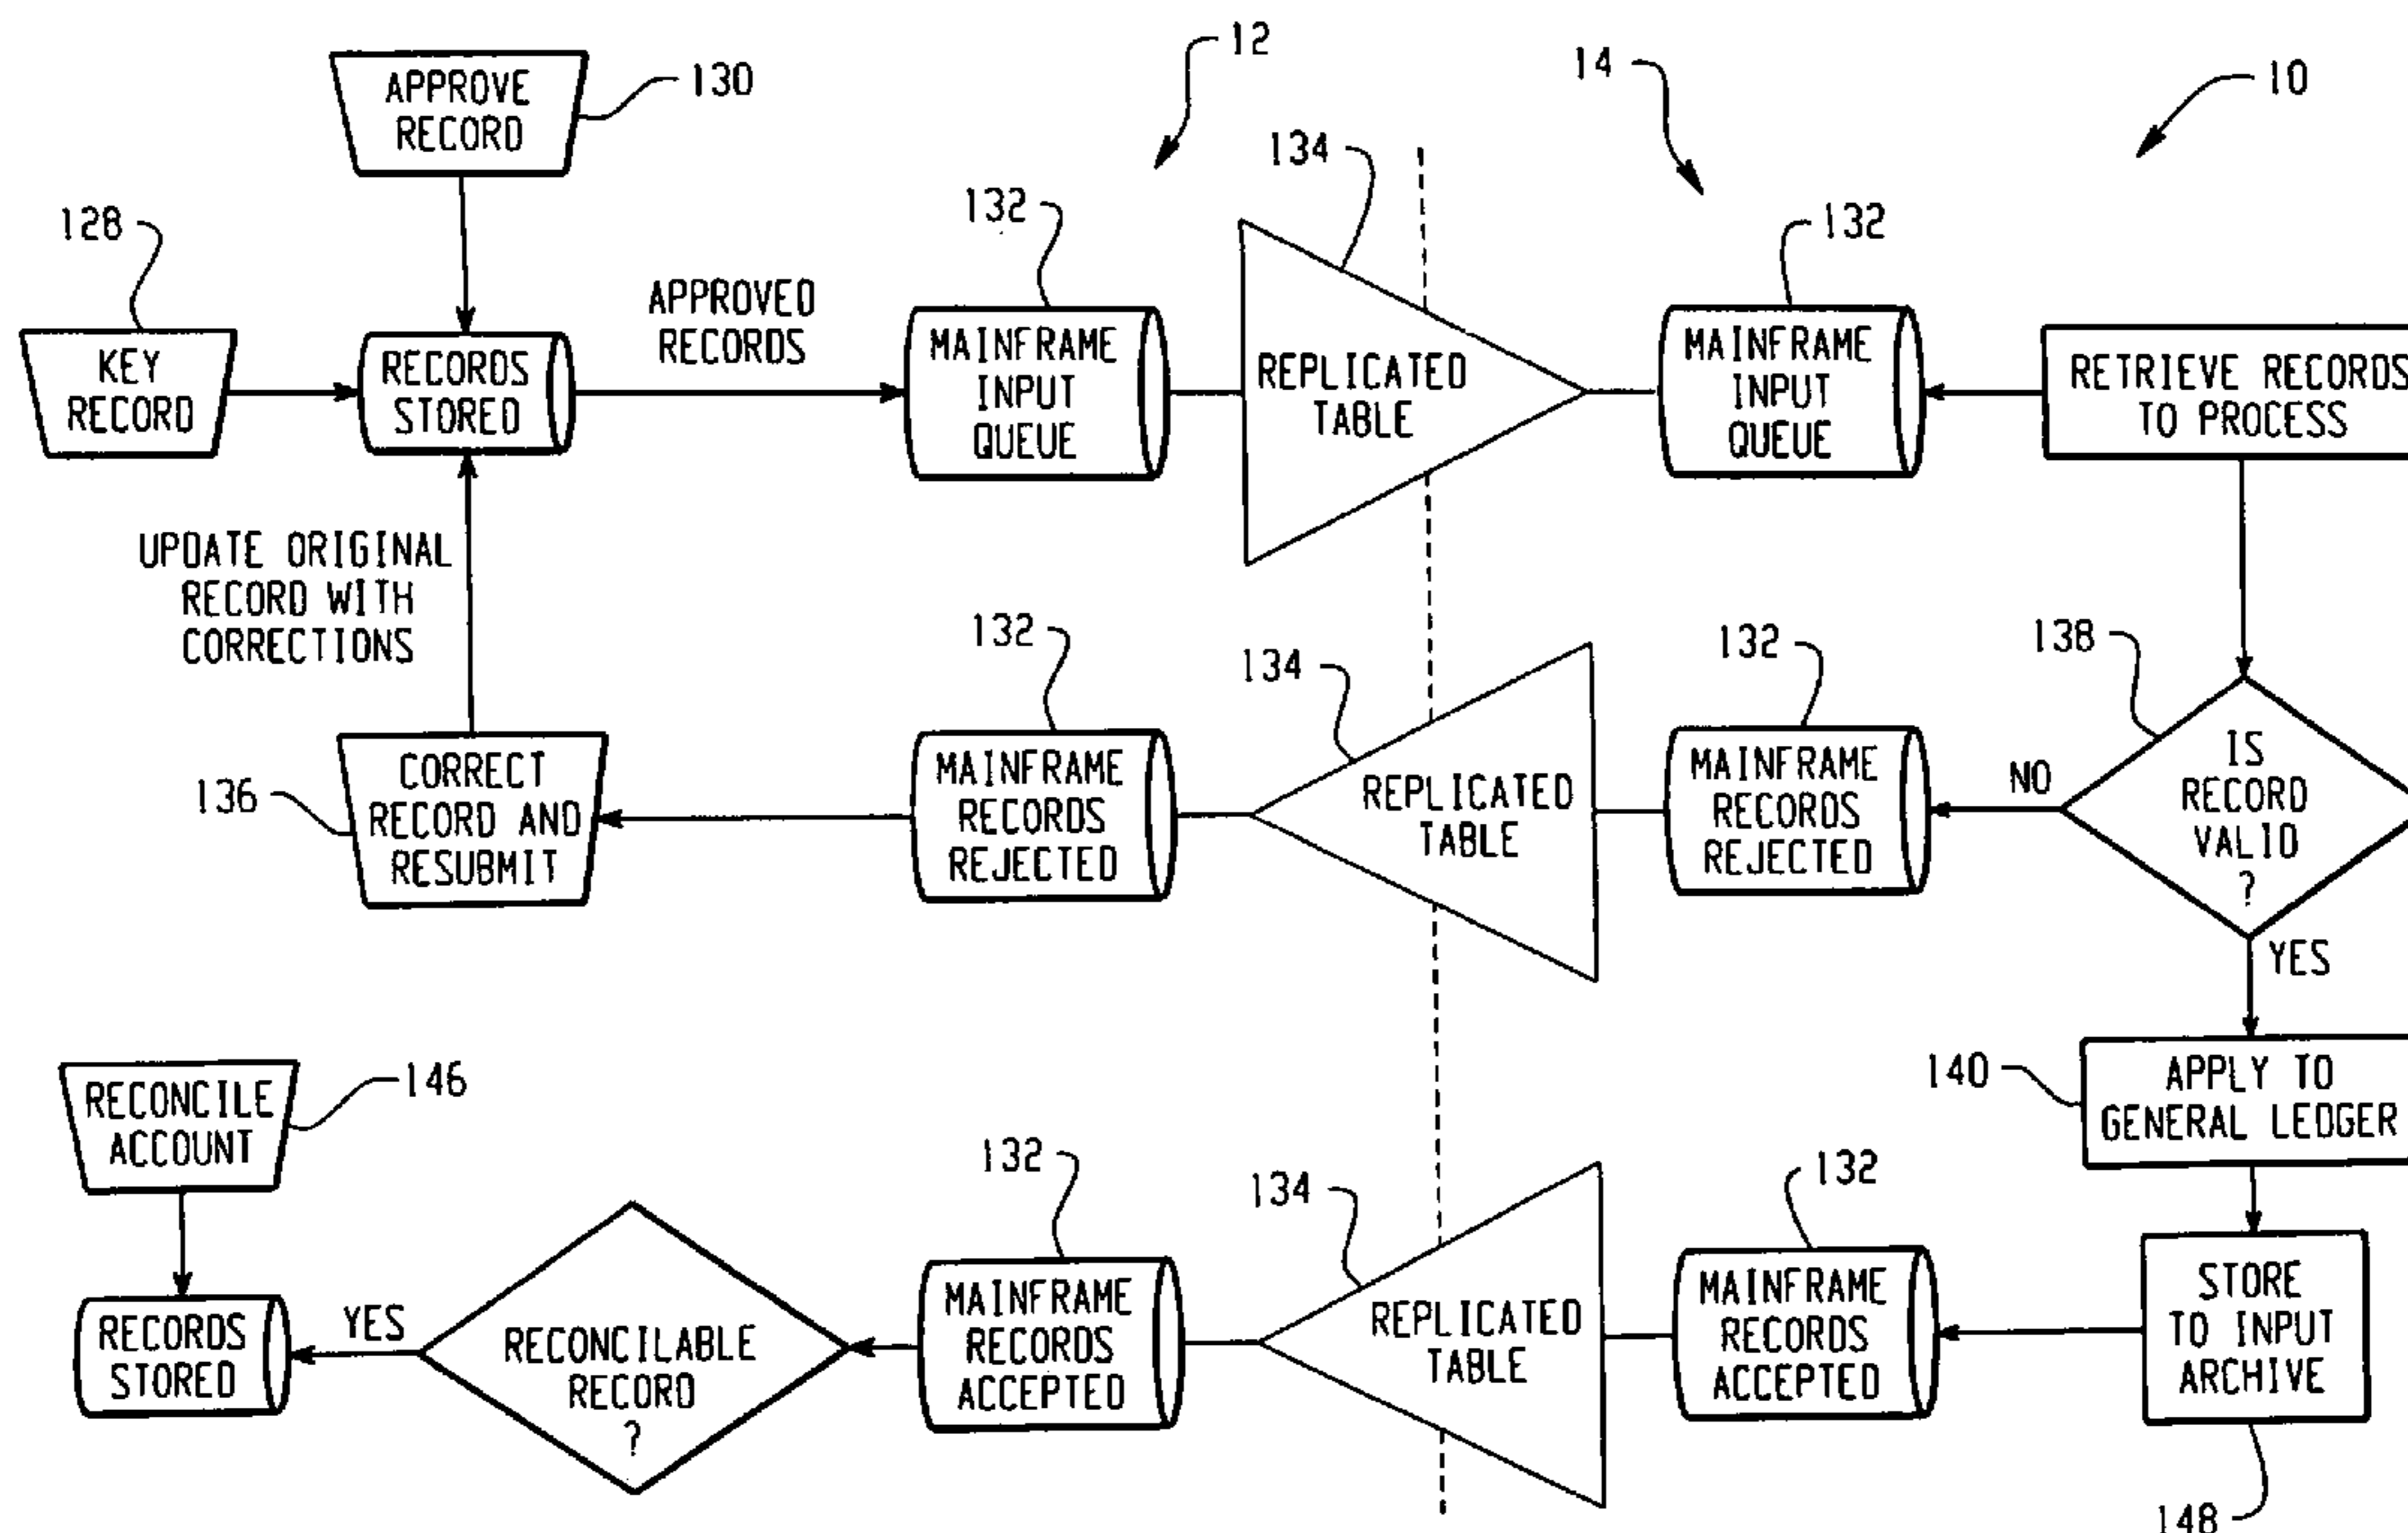 12
14
10
APPROVE
RECORD
130
134
128
132
132
KEY
RECORD
RECORDS
STORED
APPROVED
RECORDS
MAINFRAME
INPUT
QUEUE
REPLICATED
TABLE
MAINFRAME
INPUT
QUEUE
RETRIEVE RECORDS
TO PROCESS
UPDATE ORIGINAL
RECORD WITH
CORRECTIONS
132
134
132
138
136
CORRECT
RECORD AND
RESUBMIT
MAINFRAME
RECORDS
REJECTED
REPLICATED
TABLE
MAINFRAME
RECORDS
REJECTED
NO
IS
RECORD
VALID
?
YES
146
RECONCILE
ACCOUNT
140
APPLY TO
GENERAL LEDGER
132
134
132
RECORDS
STORED
YES
RECONCILABLE
RECORD
?
MAINFRAME
RECORDS
ACCEPTED
REPLICATED
TABLE
MAINFRAME
RECORDS
ACCEPTED
STORE
TO INPUT
ARCHIVE
148